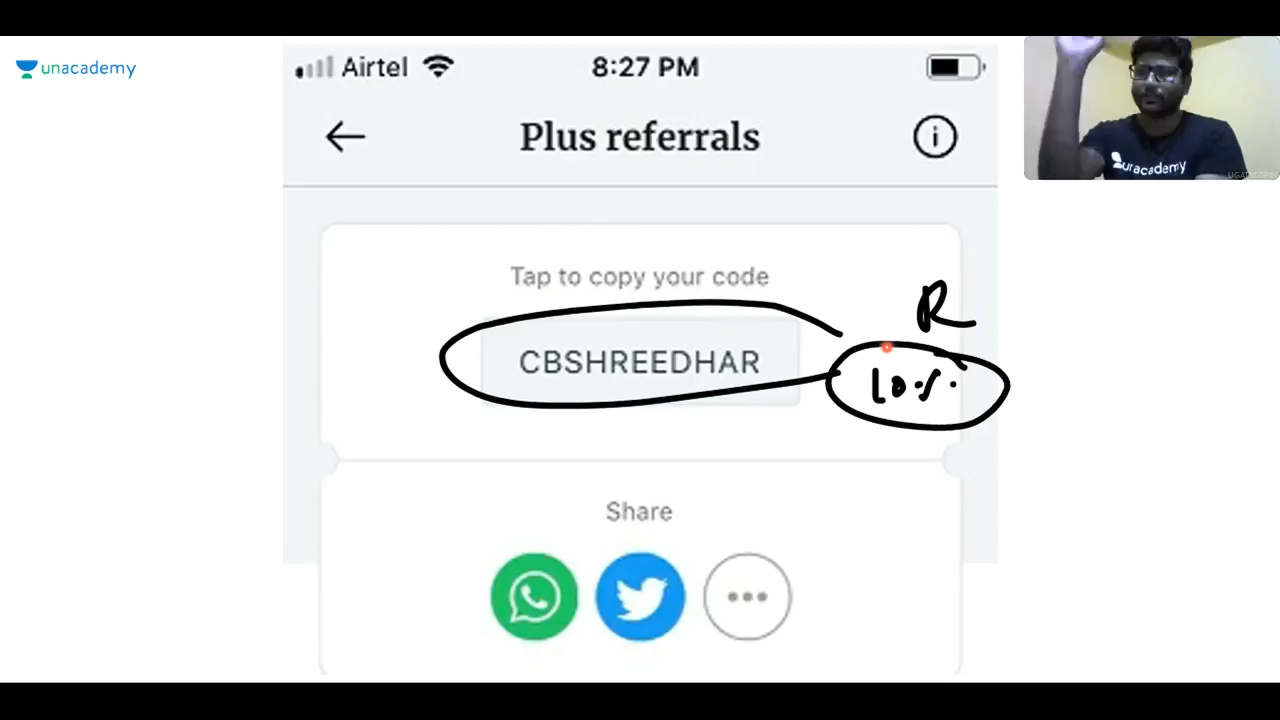 unacademy
Airtel 8:27 PM
Plus referrals
Tap to copy your code
CBSHREEDHAR
R
10%
Share
unacademy